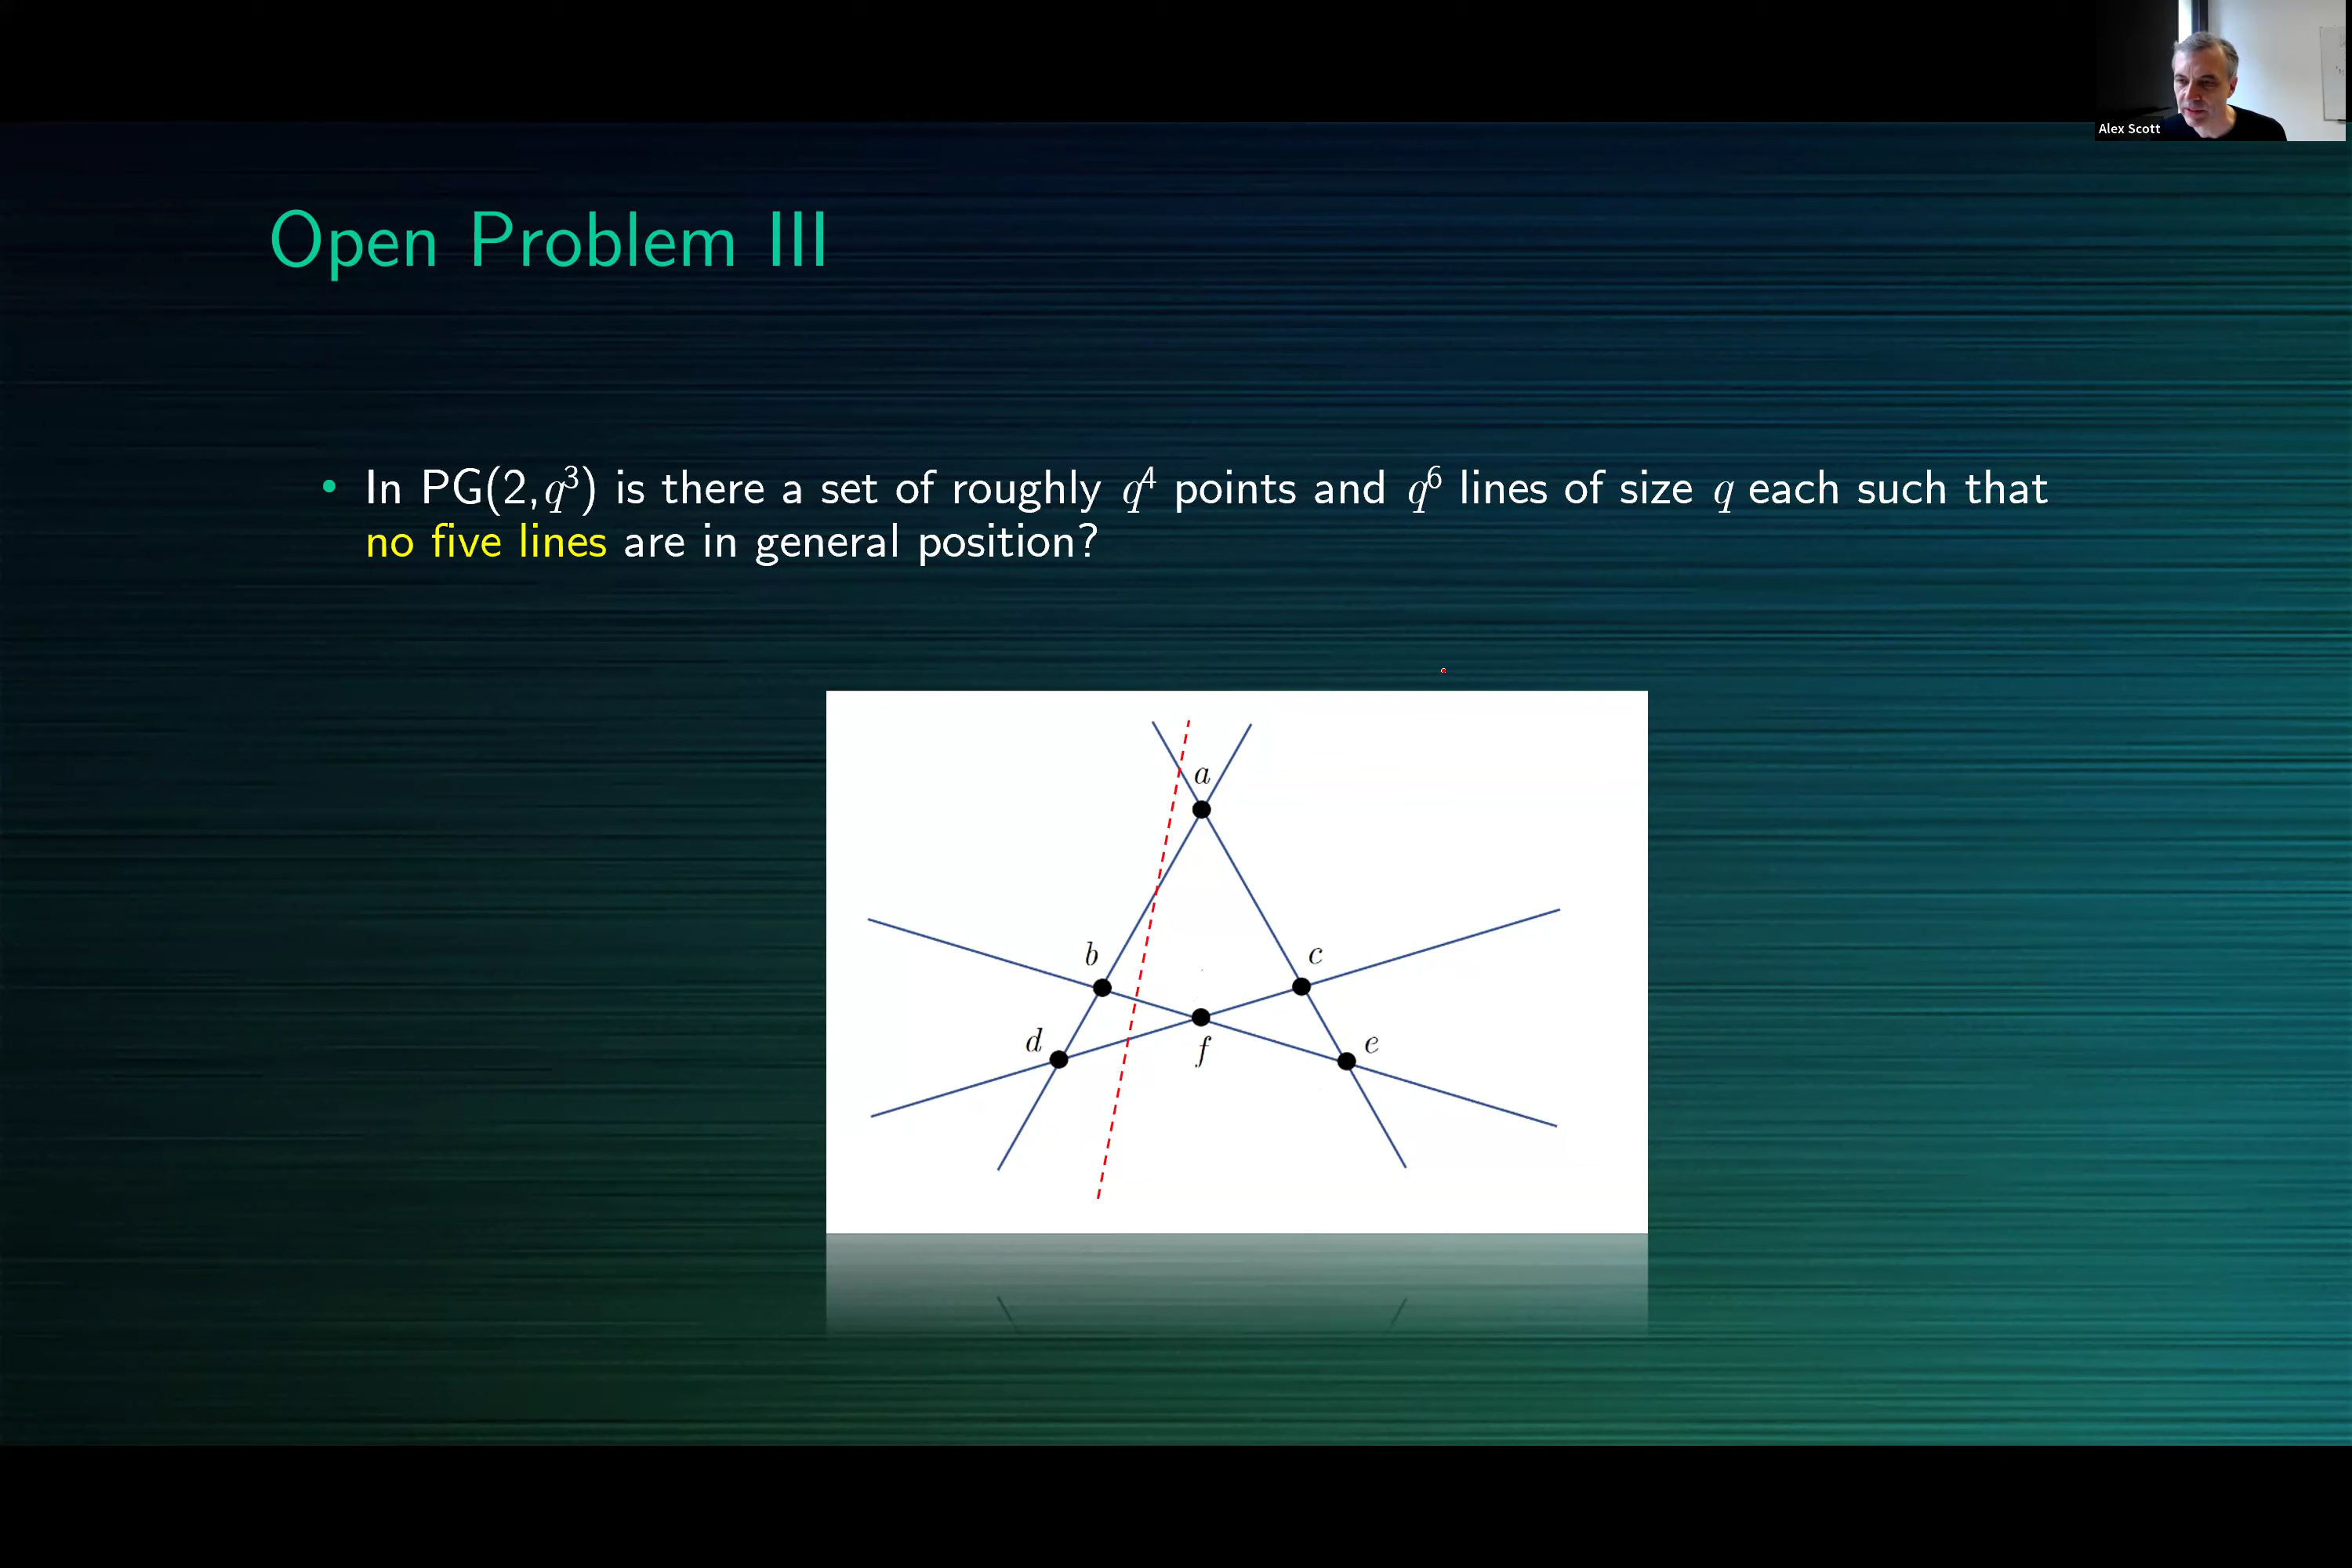 Alex Scott
Open Problem III
• In PG(2,q³) is there a set of roughly q⁴ points and q⁶ lines of size q each such that
no five lines are in general position?
a
b
c
d
f
e